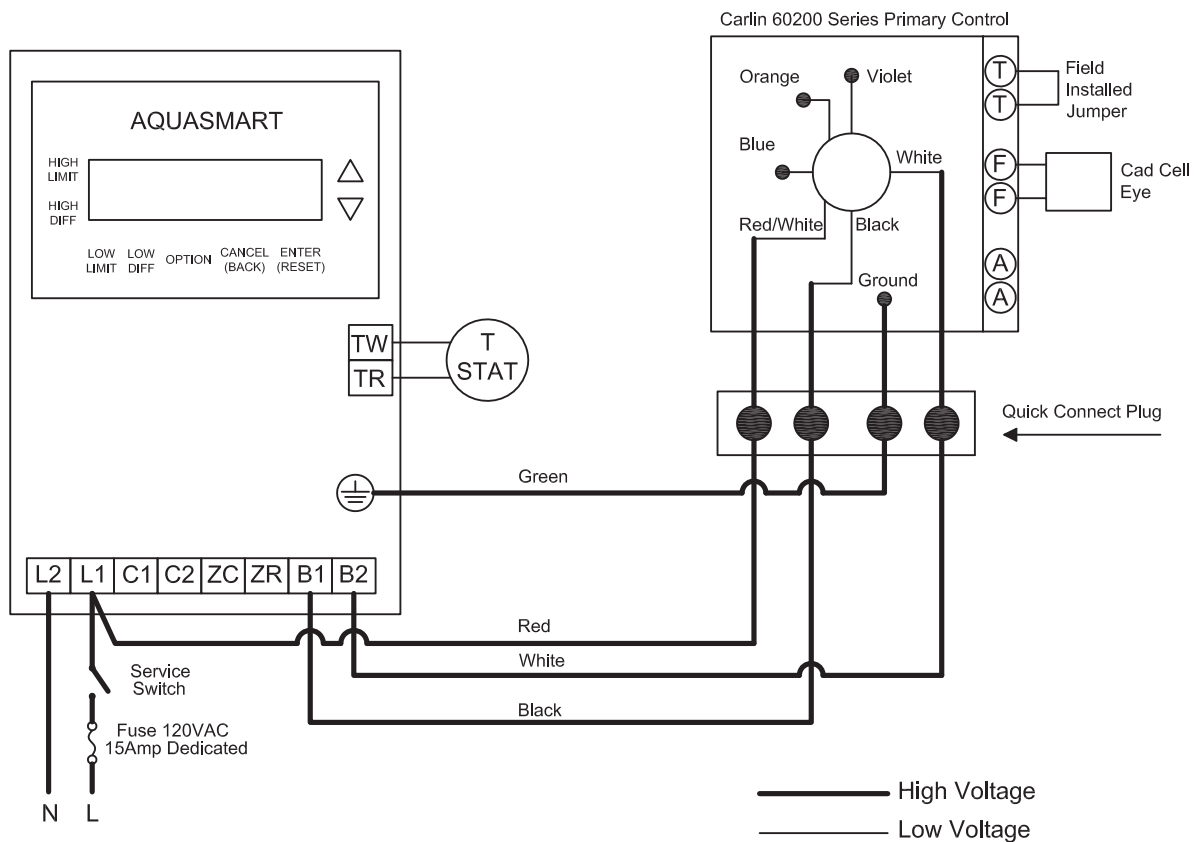 Carlin 60200 Series Primary Control
AQUASMART
HIGH
LIMIT
HIGH
DIFF
LOW
LIMIT
LOW
DIFF
OPTION
CANCEL
(BACK)
ENTER
(RESET)
TW
TR
T
STAT
Orange
Violet
Blue
White
Red/White
Black
Ground
T
T
F
F
A
A
Field
Installed
Jumper
Cad Cell
Eye
Quick Connect Plug
Green
L2 L1 C1 C2 ZC ZR B1 B2
Red
White
Black
Service
Switch
Fuse 120VAC
15Amp Dedicated
N L
High Voltage
Low Voltage